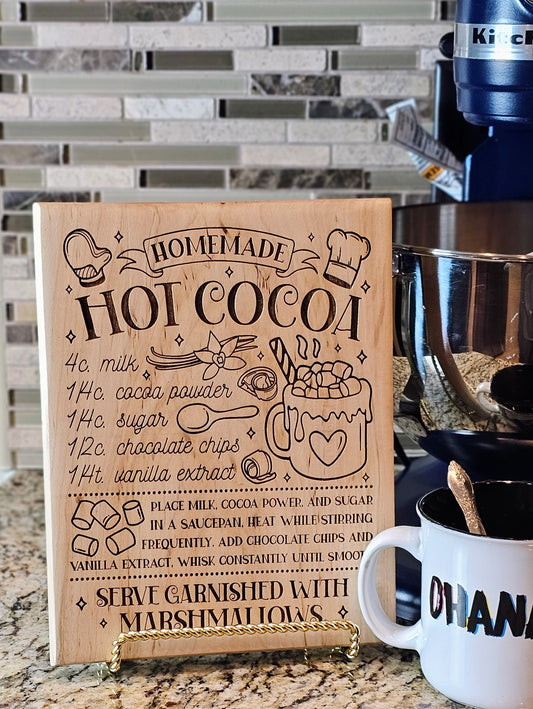 HOMEMADE
HOT COCOA
4c. milk
1/4c. cocoa powder
1/4c. sugar
1/2c. chocolate chips
1/4t. vanilla extract
PLACE MILK, COCOA POWER, AND SUGAR
IN A SAUCEPAN. HEAT WHILE STIRRING
FREQUENTLY. ADD CHOCOLATE CHIPS AND
VANILLA EXTRACT, WHISK CONSTANTLY UNTIL SMOOT
SERVE GARNISHED WITH
MARSHMALLOWS
KitchenAid
OHANA